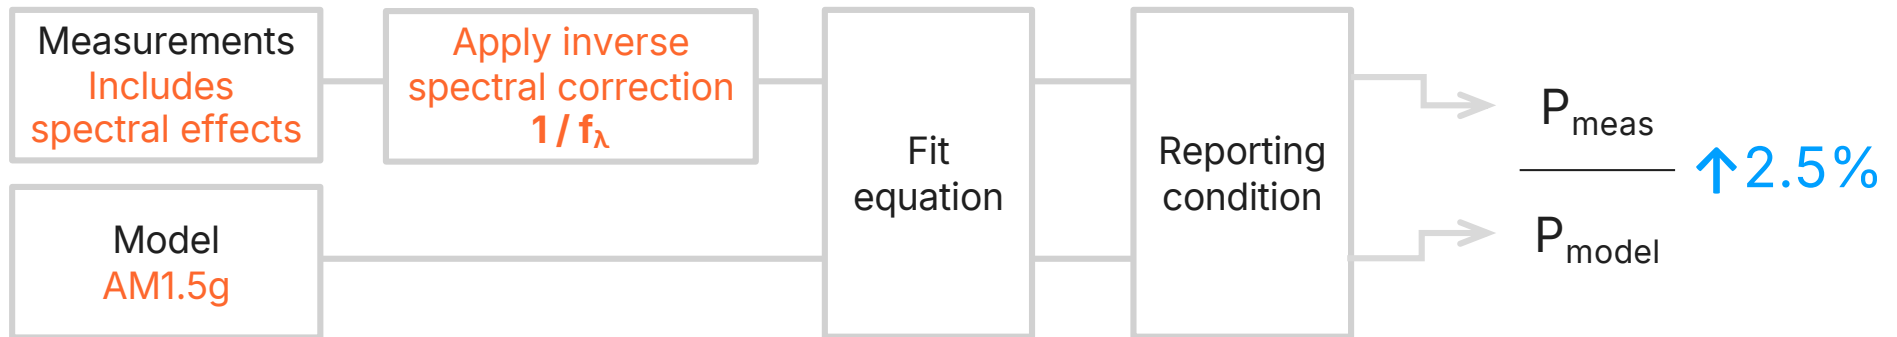 Measurements
Includes
spectral effects
Apply inverse
spectral correction
1 / fλ
Model
AM1.5g
Fit
equation
Reporting
condition
Pmeas
Pmodel
↑2.5%